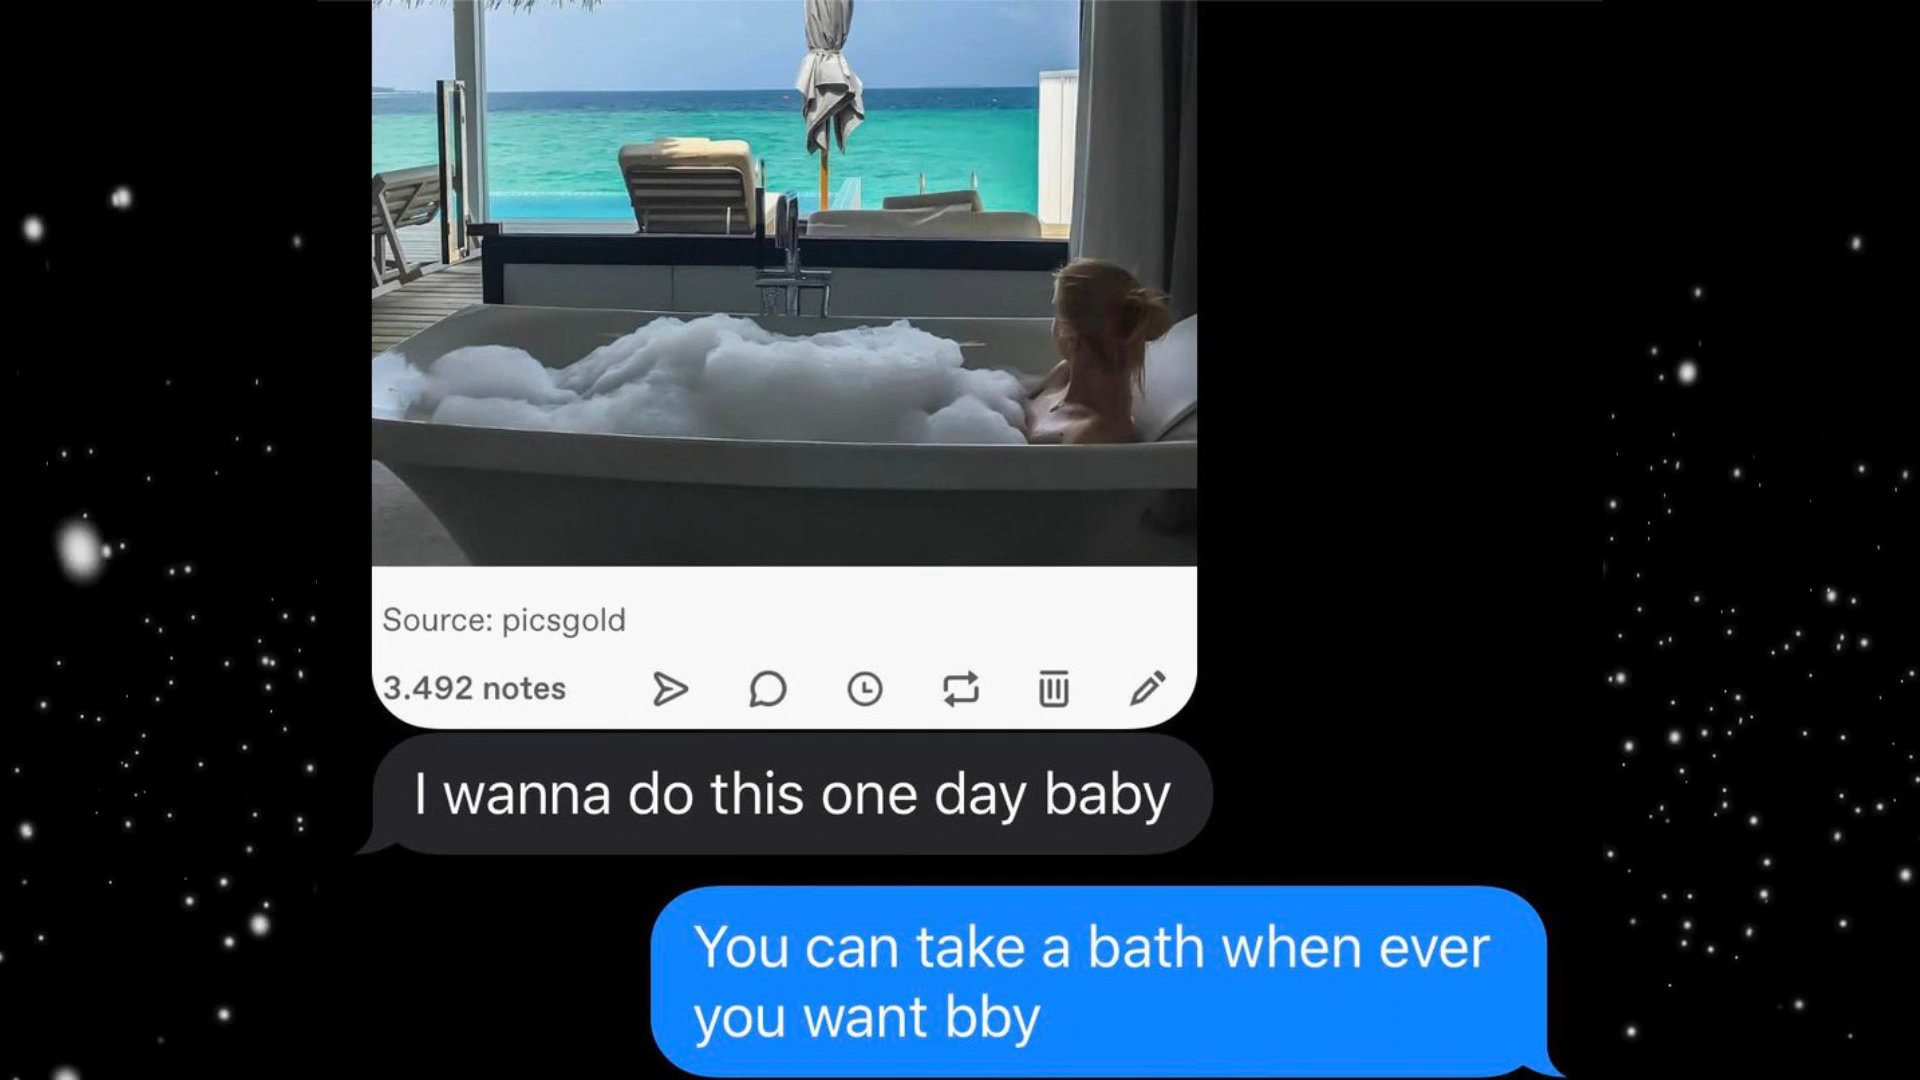 Source: picsgold
3.492 notes
I wanna do this one day baby
You can take a bath when ever
you want bby